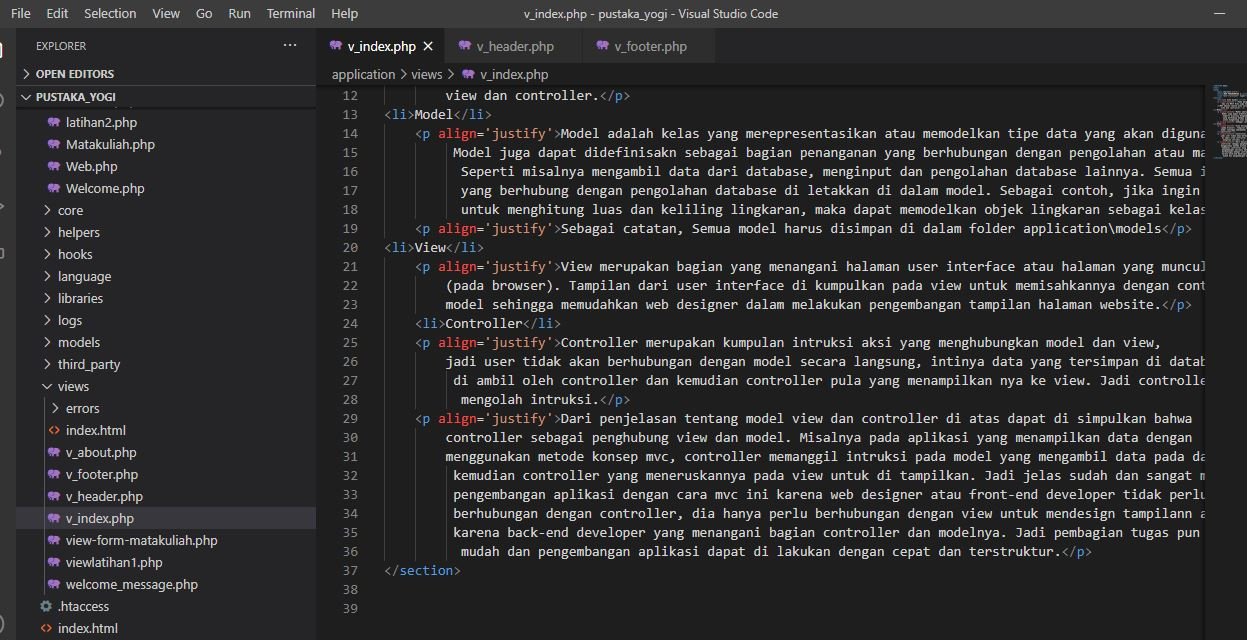 File Edit Selection View Go Run Terminal Help
v_index.php - pustaka_yogi - Visual Studio Code
EXPLORER
OPEN EDITORS
PUSTAKA_YOGI
latihan2.php
Matakuliah.php
Web.php
Welcome.php
core
helpers
hooks
language
libraries
logs
models
third_party
views
errors
index.html
v_about.php
v_footer.php
v_header.php
v_index.php
view-form-matakuliah.php
viewlatihan1.php
welcome_message.php
.htaccess
index.html
v_index.php v_header.php v_footer.php
application > views > v_index.php
12 view dan controller.</p>
13 <li>Model</li>
14 <p align='justify'>Model adalah kelas yang merepresentasikan atau memodelkan tipe data yang akan diguna
15 Model juga dapat didefinisakn sebagai bagian penanganan yang berhubungan dengan pengolahan atau ma
16 Seperti misalnya mengambil data dari database, menginput dan pengolahan database lainnya. Semua i
17 yang berhubung dengan pengolahan database di letakkan di dalam model. Sebagai contoh, jika ingin
18 untuk menghitung luas dan keliling lingkaran, maka dapat memodelkan objek lingkaran sebagai kelas
19 <p align='justify'>Sebagai catatan, Semua model harus disimpan di dalam folder application\models</p>
20 <li>View</li>
21 <p align='justify'>View merupakan bagian yang menangani halaman user interface atau halaman yang muncul
22 (pada browser). Tampilan dari user interface di kumpulkan pada view untuk memisahkannya dengan cont
23 model sehingga memudahkan web designer dalam melakukan pengembangan tampilan halaman website.</p>
24 <li>Controller</li>
25 <p align='justify'>Controller merupakan kumpulan intruksi aksi yang menghubungkan model dan view,
26 jadi user tidak akan berhubungan dengan model secara langsung, intinya data yang tersimpan di datab
27 di ambil oleh controller dan kemudian controller pula yang menampilkan nya ke view. Jadi controlle
28 mengolah intruksi.</p>
29 <p align='justify'>Dari penjelasan tentang model view dan controller di atas dapat di simpulkan bahwa
30 controller sebagai penghubung view dan model. Misalnya pada aplikasi yang menampilkan data dengan
31 menggunakan metode konsep mvc, controller memanggil intruksi pada model yang mengambil data pada da
32 kemudian controller yang meneruskannya pada view untuk di tampilkan. Jadi jelas sudah dan sangat m
33 pengembangan aplikasi dengan cara mvc ini karena web designer atau front-end developer tidak perlu
34 berhubungan dengan controller, dia hanya perlu berhubungan dengan view untuk mendesign tampilann a
35 karena back-end developer yang menangani bagian controller dan modelnya. Jadi pembagian tugas pun
36 mudah dan pengembangan aplikasi dapat di lakukan dengan cepat dan terstruktur.</p>
37 </section>
38
39